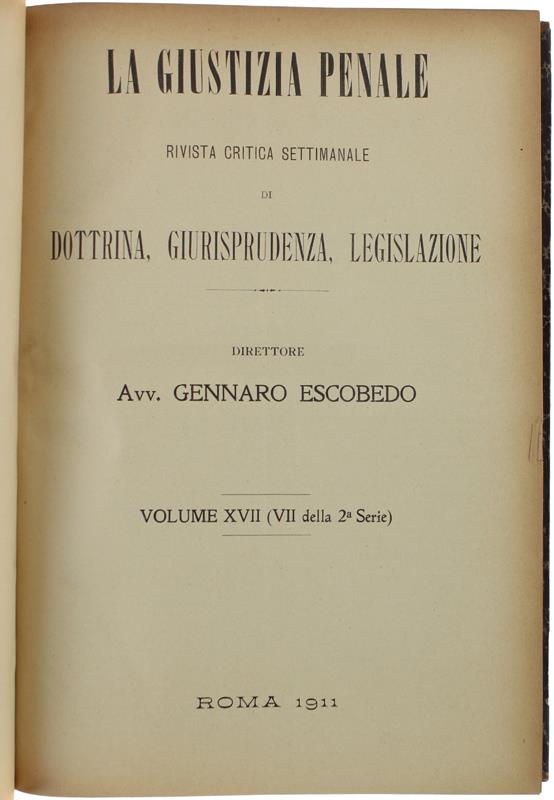 LA GIUSTIZIA PENALE
RIVISTA CRITICA SETTIMANALE
DI
DOTTRINA, GIURISPRUDENZA, LEGISLAZIONE
DIRETTORE
Avv. GENNARO ESCOBEDO
VOLUME XVII (VII della 2ª Serie)
ROMA 1911